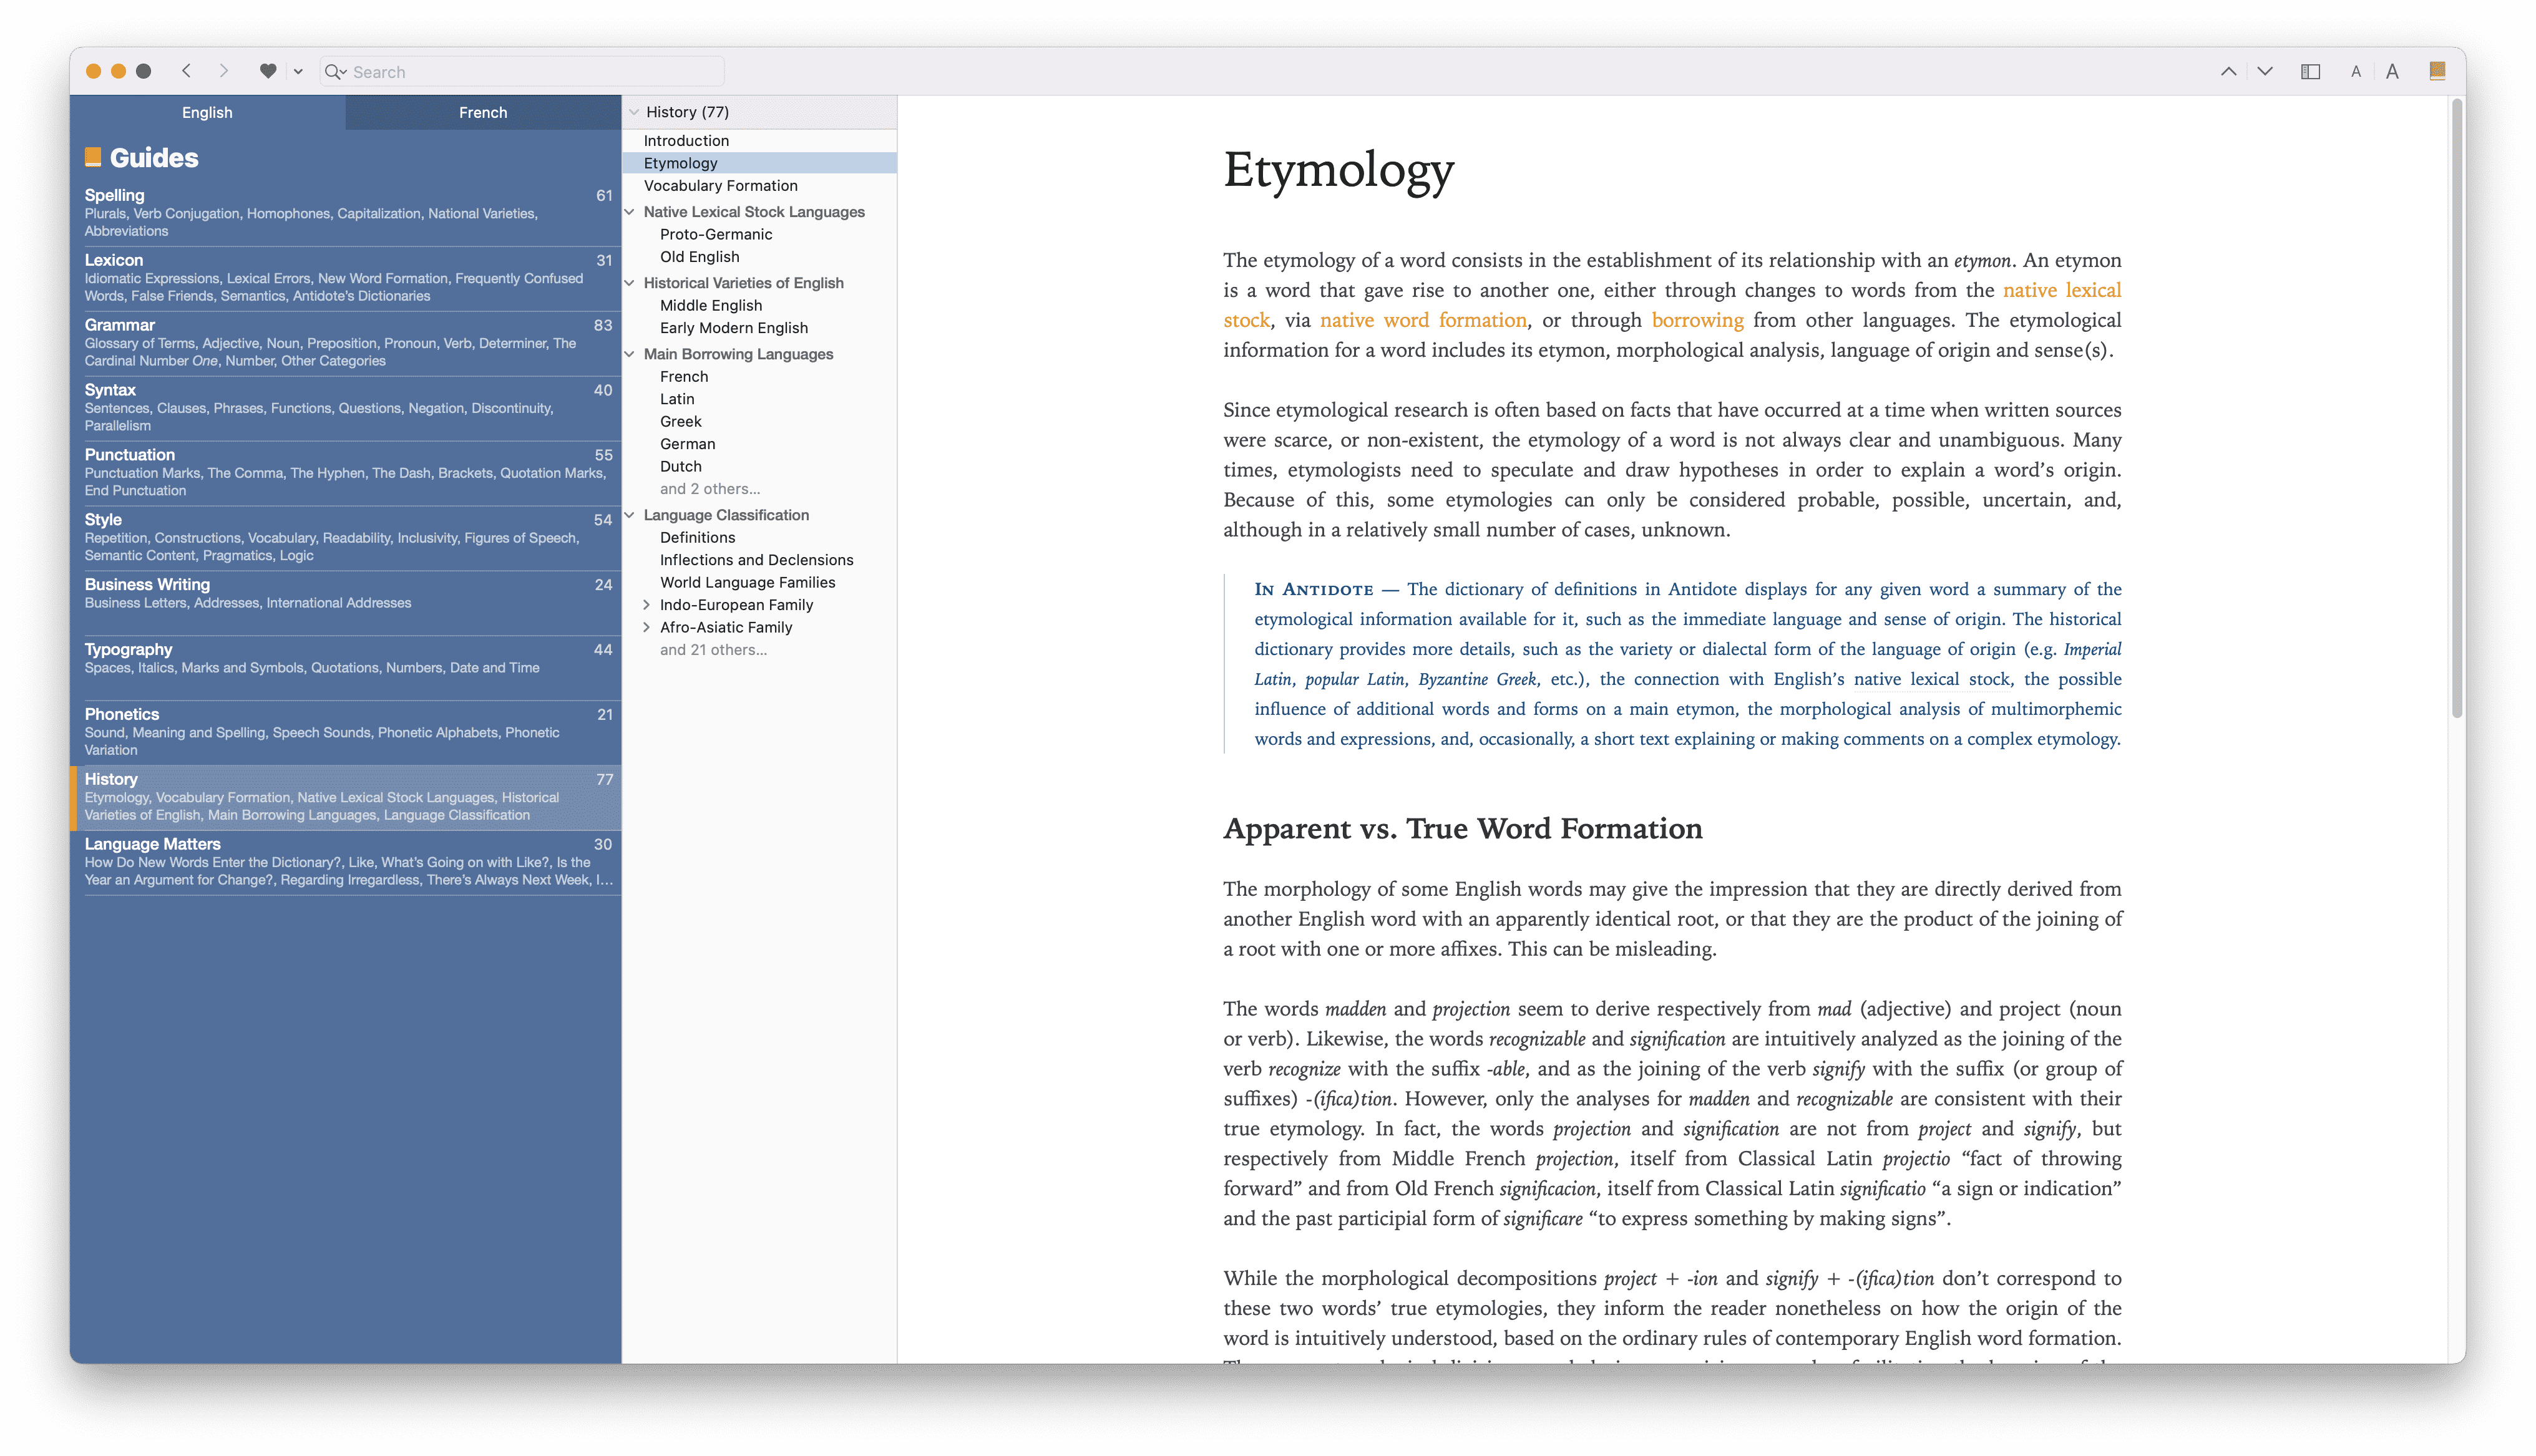 Search
A A
English French
Guides
Spelling 61
Plurals, Verb Conjugation, Homophones, Capitalization, National Varieties,
Abbreviations
Lexicon 31
Idiomatic Expressions, Lexical Errors, New Word Formation, Frequently Confused
Words, False Friends, Semantics, Antidote's Dictionaries
Grammar 83
Glossary of Terms, Adjective, Noun, Preposition, Pronoun, Verb, Determiner, The
Cardinal Number One, Number, Other Categories
Syntax 40
Sentences, Clauses, Phrases, Functions, Questions, Negation, Discontinuity,
Parallelism
Punctuation 55
Punctuation Marks, The Comma, The Hyphen, The Dash, Brackets, Quotation Marks,
End Punctuation
Style 54
Repetition, Constructions, Vocabulary, Readability, Inclusivity, Figures of Speech,
Semantic Content, Pragmatics, Logic
Business Writing 24
Business Letters, Addresses, International Addresses
Typography 44
Spaces, Italics, Marks and Symbols, Quotations, Numbers, Date and Time
Phonetics 21
Sound, Meaning and Spelling, Speech Sounds, Phonetic Alphabets, Phonetic
Variation
History 77
Etymology, Vocabulary Formation, Native Lexical Stock Languages, Historical
Varieties of English, Main Borrowing Languages, Language Classification
Language Matters 30
How Do New Words Enter the Dictionary?, Like, What's Going on with Like?, Is the
Year an Argument for Change?, Regarding Irregardless, There's Always Next Week, I…
History (77)
Introduction
Etymology
Vocabulary Formation
Native Lexical Stock Languages
Proto-Germanic
Old English
Historical Varieties of English
Middle English
Early Modern English
Main Borrowing Languages
French
Latin
Greek
German
Dutch
and 2 others…
Language Classification
Definitions
Inflections and Declensions
World Language Families
Indo-European Family
Afro-Asiatic Family
and 21 others…
Etymology
The etymology of a word consists in the establishment of its relationship with an etymon. An etymon
is a word that gave rise to another one, either through changes to words from the native lexical
stock, via native word formation, or through borrowing from other languages. The etymological
information for a word includes its etymon, morphological analysis, language of origin and sense(s).
Since etymological research is often based on facts that have occurred at a time when written sources
were scarce, or non-existent, the etymology of a word is not always clear and unambiguous. Many
times, etymologists need to speculate and draw hypotheses in order to explain a word's origin.
Because of this, some etymologies can only be considered probable, possible, uncertain, and,
although in a relatively small number of cases, unknown.
IN ANTIDOTE — The dictionary of definitions in Antidote displays for any given word a summary of the
etymological information available for it, such as the immediate language and sense of origin. The historical
dictionary provides more details, such as the variety or dialectal form of the language of origin (e.g. Imperial
Latin, popular Latin, Byzantine Greek, etc.), the connection with English's native lexical stock, the possible
influence of additional words and forms on a main etymon, the morphological analysis of multimorphemic
words and expressions, and, occasionally, a short text explaining or making comments on a complex etymology.
Apparent vs. True Word Formation
The morphology of some English words may give the impression that they are directly derived from
another English word with an apparently identical root, or that they are the product of the joining of
a root with one or more affixes. This can be misleading.
The words madden and projection seem to derive respectively from mad (adjective) and project (noun
or verb). Likewise, the words recognizable and signification are intuitively analyzed as the joining of the
verb recognize with the suffix -able, and as the joining of the verb signify with the suffix (or group of
suffixes) -(ifica)tion. However, only the analyses for madden and recognizable are consistent with their
true etymology. In fact, the words projection and signification are not from project and signify, but
respectively from Middle French projection, itself from Classical Latin projectio “fact of throwing
forward” and from Old French significacion, itself from Classical Latin significatio “a sign or indication”
and the past participial form of significare “to express something by making signs”.
While the morphological decompositions project + -ion and signify + -(ifica)tion don't correspond to
these two words' true etymologies, they inform the reader nonetheless on how the origin of the
word is intuitively understood, based on the ordinary rules of contemporary English word formation.